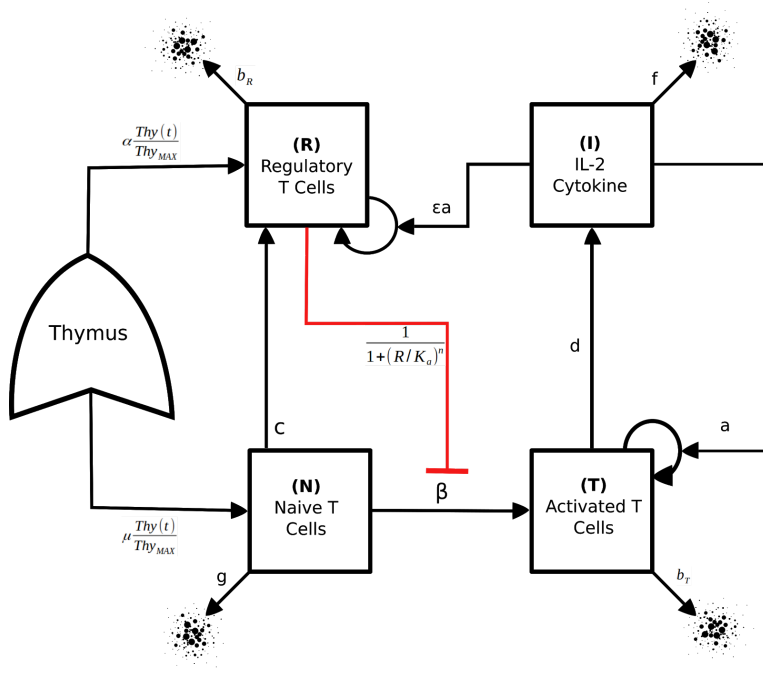 b_R
f
α Thy(t)/Thy_MAX
(R)
Regulatory
T Cells
(I)
IL-2
Cytokine
εa
Thymus
1/(1+(R/K_a)^n)
d
c
a
(N)
Naive T
Cells
β
(T)
Activated T
Cells
μ Thy(t)/Thy_MAX
g
b_T